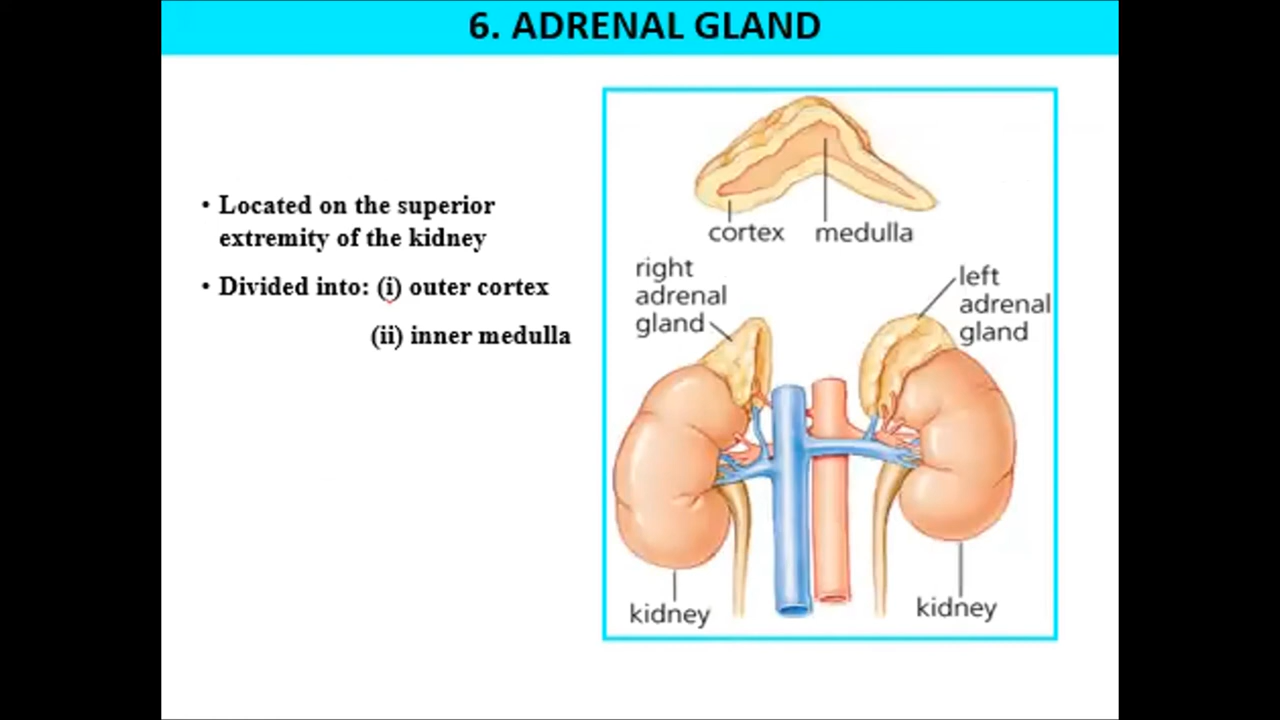 6. ADRENAL GLAND
• Located on the superior
extremity of the kidney
• Divided into: (i) outer cortex
(ii) inner medulla
cortex medulla
right
adrenal
gland
left
adrenal
gland
kidney
kidney